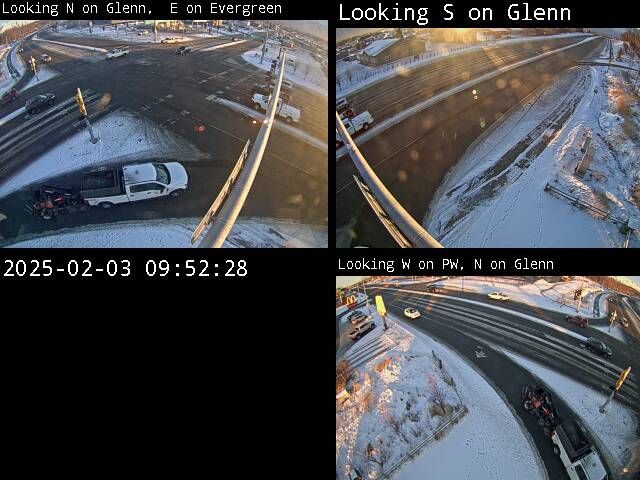 Looking N on Glenn,  E on Evergreen
Looking S on Glenn
2025-02-03 09:52:28
Looking W on PW, N on Glenn